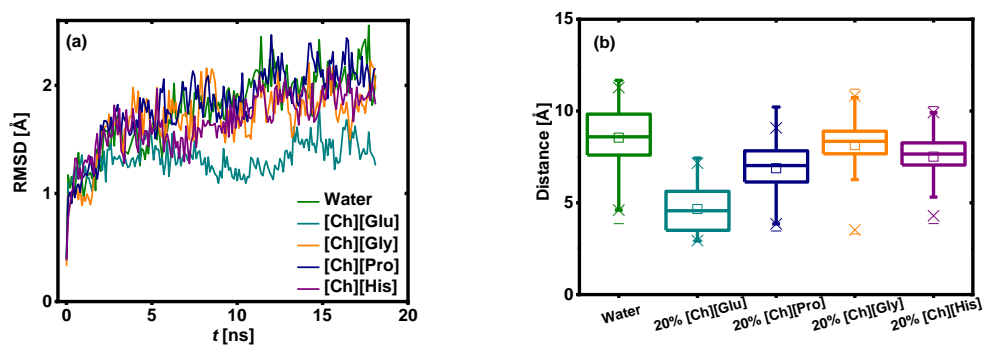 (a)
RMSD [Å]
2
1
0
0
5
10
15
20
t [ns]
Water
[Ch][Glu]
[Ch][Gly]
[Ch][Pro]
[Ch][His]
(b)
Distance [Å]
15
10
5
0
Water
20% [Ch][Glu]
20% [Ch][Pro]
20% [Ch][Gly]
20% [Ch][His]